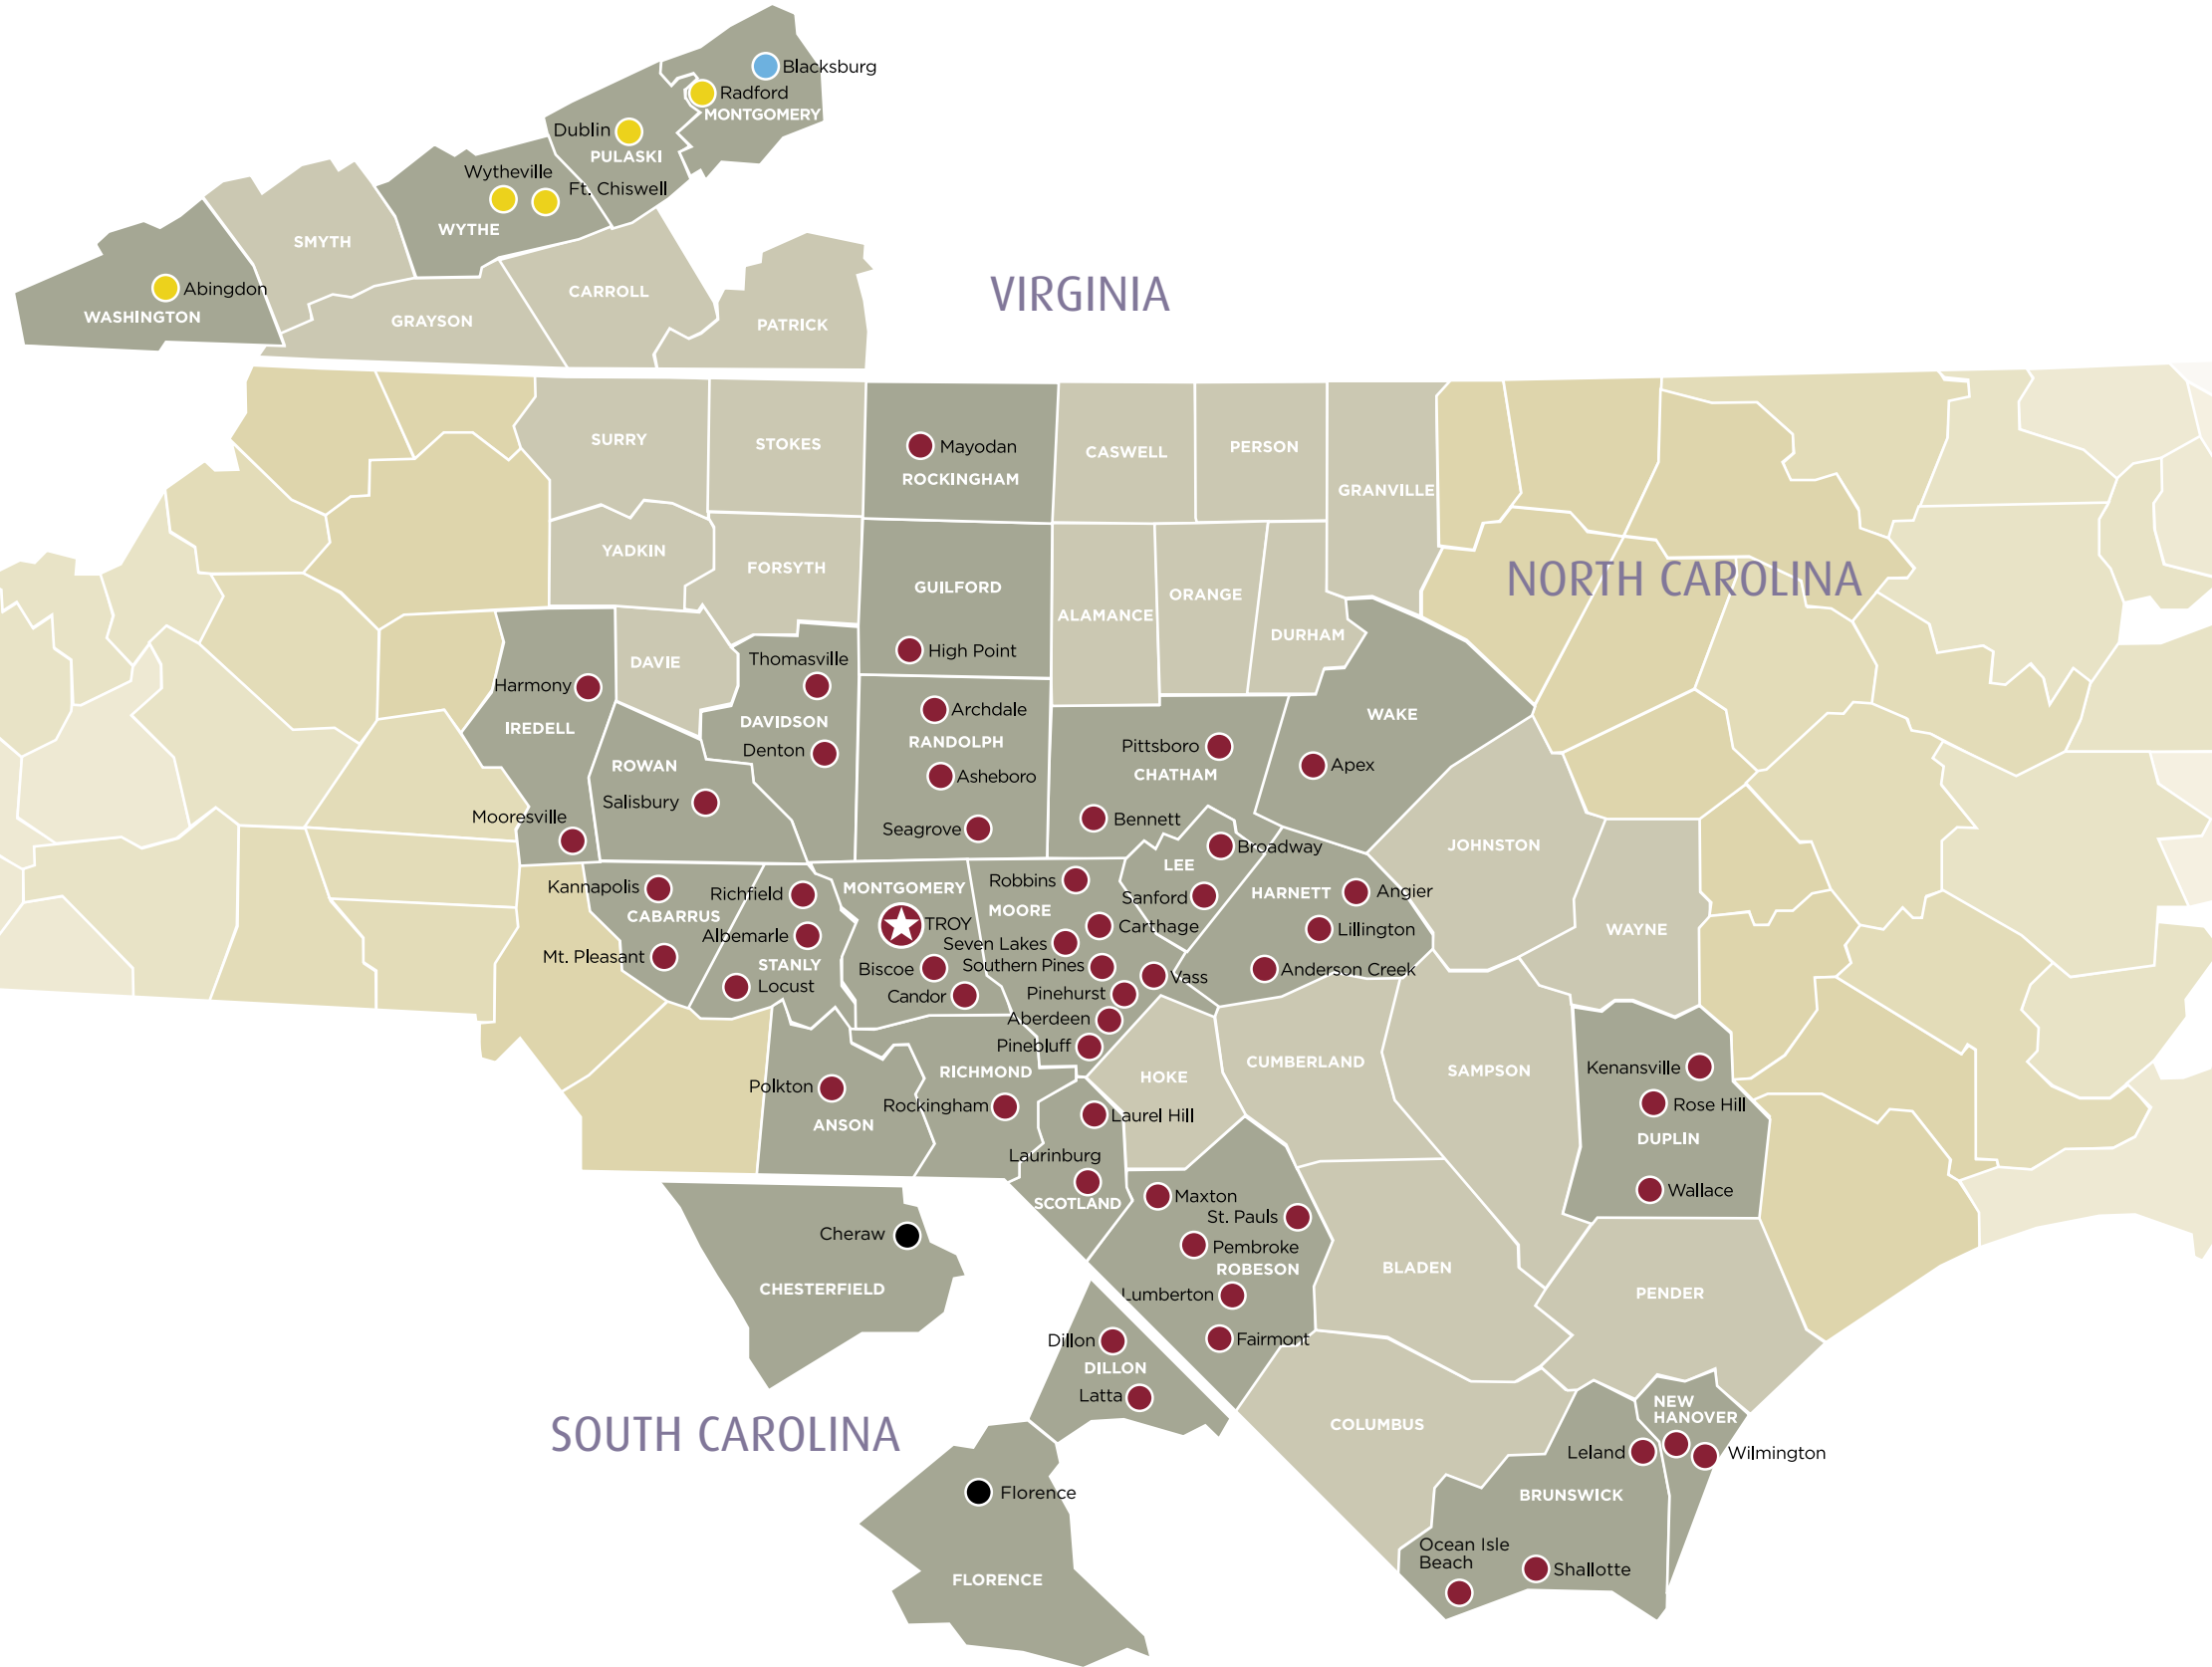 Blacksburg
Radford
MONTGOMERY
Dublin
PULASKI
Wytheville
Ft. Chiswell
WYTHE
SMYTH
Abingdon
WASHINGTON
CARROLL
GRAYSON
PATRICK
VIRGINIA
SURRY
STOKES
Mayodan
ROCKINGHAM
CASWELL
PERSON
GRANVILLE
YADKIN
FORSYTH
GUILFORD
ALAMANCE
ORANGE
DURHAM
NORTH CAROLINA
High Point
DAVIE
Thomasville
Harmony
IREDELL
DAVIDSON
Denton
Archdale
RANDOLPH
Asheboro
Seagrove
WAKE
Apex
Pittsboro
CHATHAM
Bennett
ROWAN
Salisbury
Mooresville
Broadway
LEE
Sanford
JOHNSTON
Kannapolis
CABARRUS
Mt. Pleasant
Richfield
Albemarle
STANLY
Locust
MONTGOMERY
TROY
Biscoe
Candor
Robbins
MOORE
Carthage
Seven Lakes
Southern Pines
Vass
Pinehurst
Aberdeen
Pinebluff
HARNETT
Angier
Lillington
Anderson Creek
WAYNE
Polkton
ANSON
RICHMOND
Rockingham
HOKE
CUMBERLAND
SAMPSON
Kenansville
Rose Hill
DUPLIN
Wallace
Laurel Hill
Laurinburg
SCOTLAND
Maxton
St. Pauls
Pembroke
ROBESON
Lumberton
Fairmont
BLADEN
PENDER
Cheraw
CHESTERFIELD
Dillon
DILLON
Latta
SOUTH CAROLINA
COLUMBUS
NEW
HANOVER
Leland
Wilmington
BRUNSWICK
Florence
FLORENCE
Ocean Isle
Beach
Shallotte